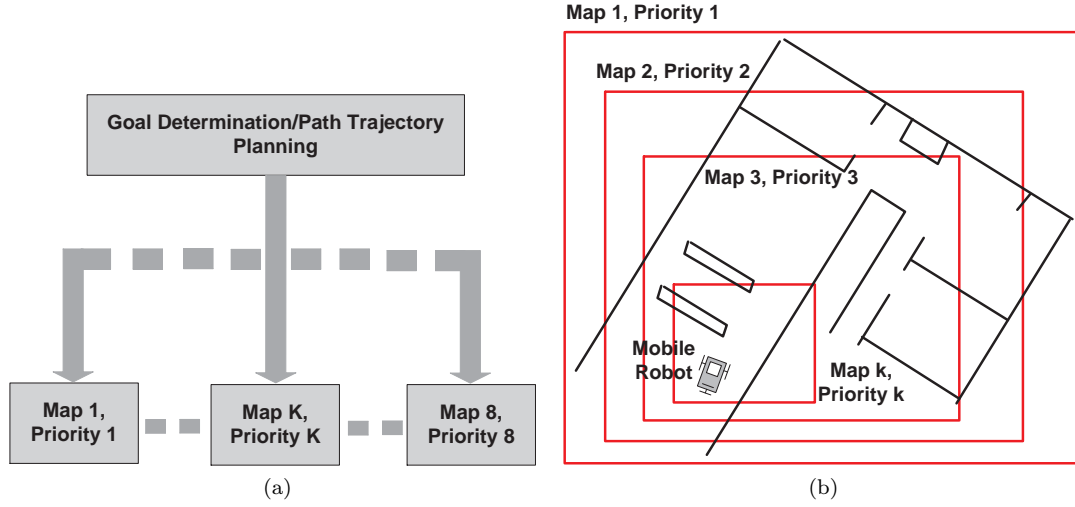 Goal Determination/Path Trajectory
Planning
Map 1,
Priority 1
Map K,
Priority K
Map 8,
Priority 8
(a)
Map 1, Priority 1
Map 2, Priority 2
Map 3, Priority 3
Mobile
Robot
Map k,
Priority k
(b)